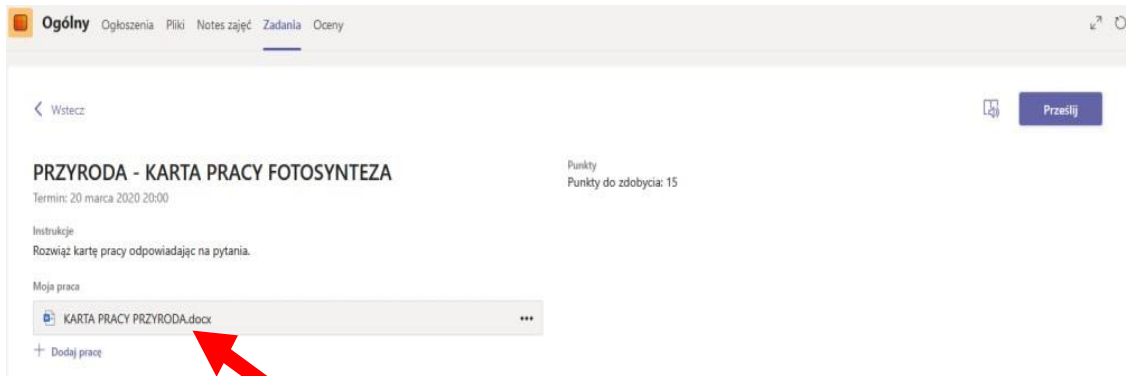 Ogólny Ogłoszenia Pliki Notes zajęć Zadania Oceny
Wstecz
Prześlij
PRZYRODA - KARTA PRACY FOTOSYNTEZA
Termin: 20 marca 2020 20:00
Punkty
Punkty do zdobycia: 15
Instrukcje
Rozwiąż kartę pracy odpowiadając na pytania.
Moja praca
KARTA PRACY PRZYRODA.docx
+ Dodaj pracę